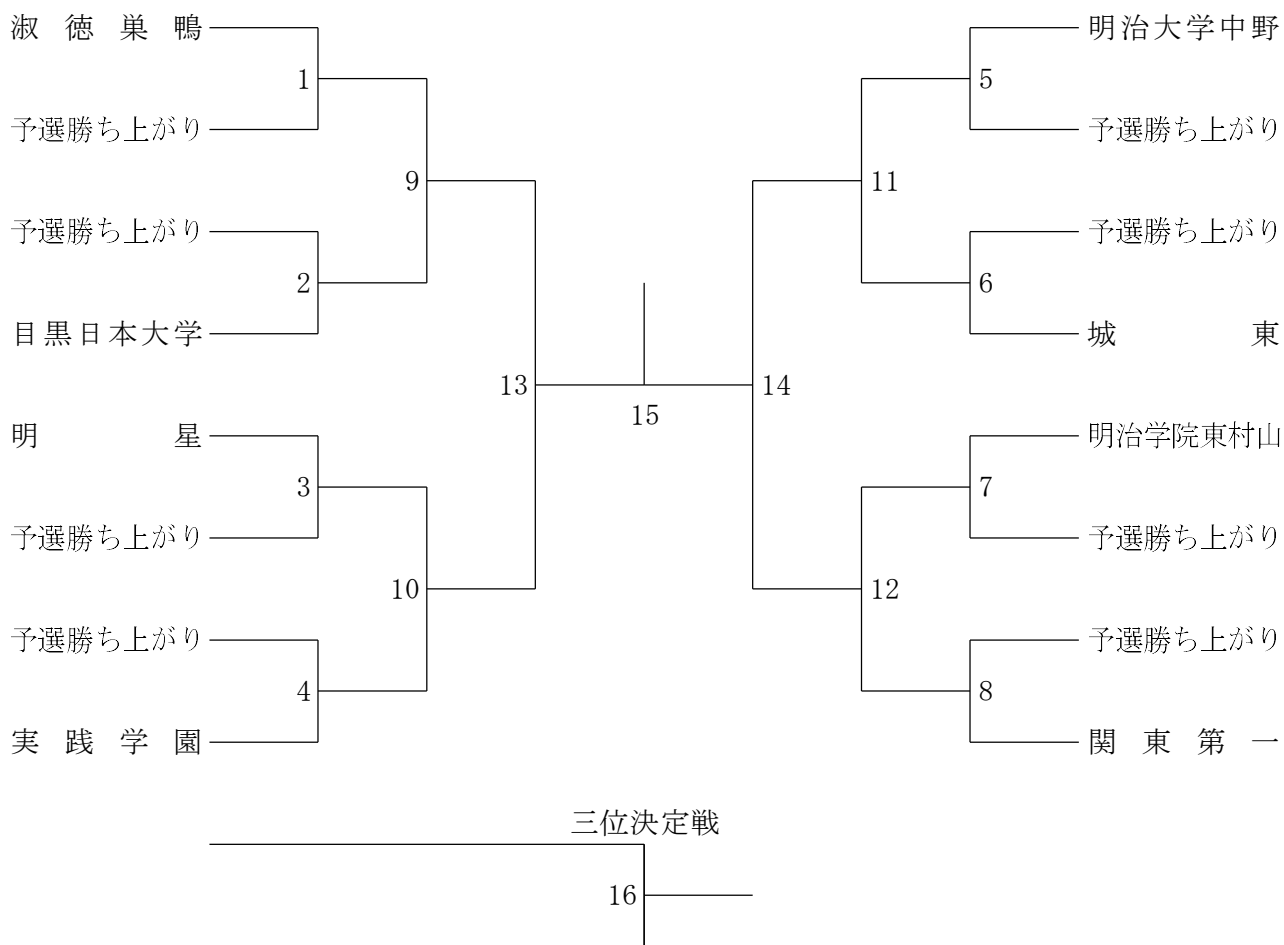 淑徳巣鴨
明治大学中野
1
5
予選勝ち上がり
予選勝ち上がり
9
11
予選勝ち上がり
予選勝ち上がり
2
6
目黒日本大学
城東
13
14
15
明星
明治学院東村山
3
7
予選勝ち上がり
予選勝ち上がり
10
12
予選勝ち上がり
予選勝ち上がり
4
8
実践学園
関東第一
三位決定戦
16